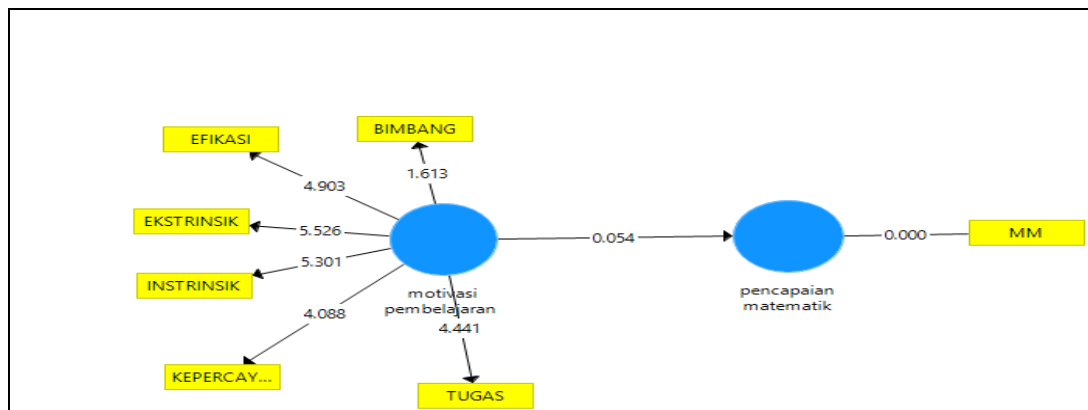 BIMBANG
EFIKASI
1.613
4.903
EKSTRINSIK
5.526
0.054
0.000
MM
5.301
INSTRINSIK
motivasi
pembelajaran
pencapaian
matematik
4.088
4.441
KEPERCAY...
TUGAS